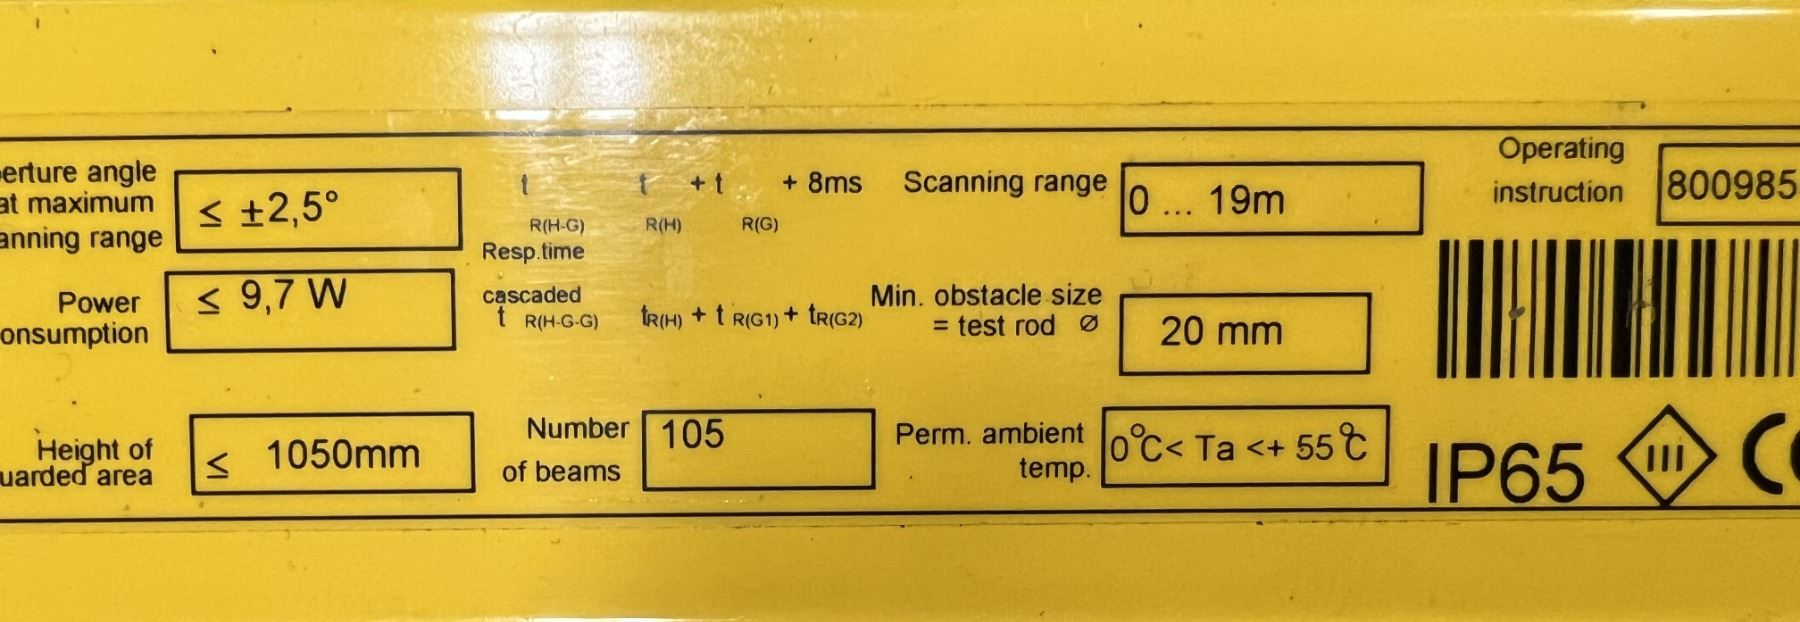 erture angle
at maximum
anning range
≤ ±2,5°
t R(H-G) t R(H) + t R(G) + 8ms
Resp.time
Scanning range
0 ... 19m
Operating
instruction
800985
Power
onsumption
≤ 9,7 W
cascaded
t R(H-G-G) tR(H) + t R(G1) + tR(G2)
Min. obstacle size
= test rod Ø
20 mm
Height of
uarded area
≤ 1050mm
Number
of beams
105
Perm. ambient
temp.
0°C< Ta <+ 55°C
IP65
III
CE